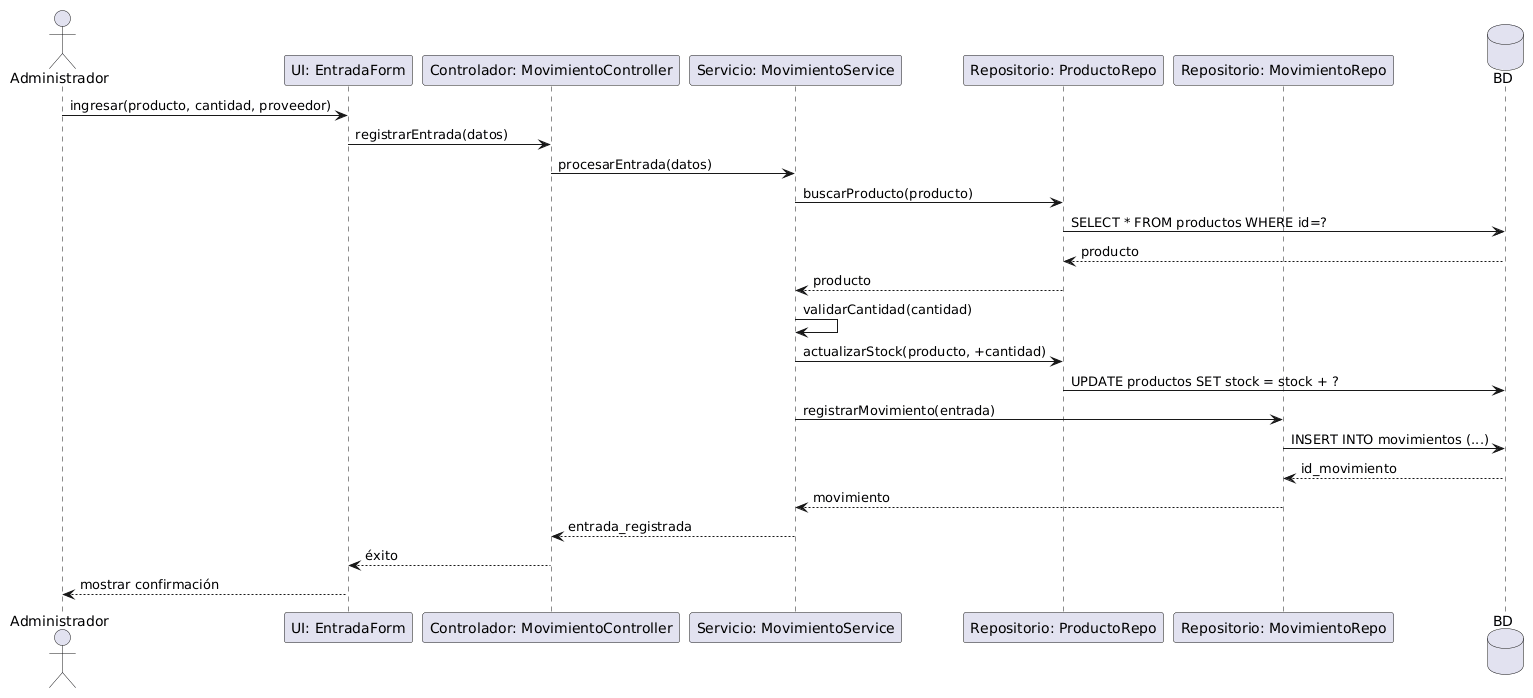 Administrador
UI: EntradaForm
Controlador: MovimientoController
Servicio: MovimientoService
Repositorio: ProductoRepo
Repositorio: MovimientoRepo
BD
ingresar(producto, cantidad, proveedor)
registrarEntrada(datos)
procesarEntrada(datos)
buscarProducto(producto)
SELECT * FROM productos WHERE id=?
producto
producto
validarCantidad(cantidad)
actualizarStock(producto, +cantidad)
UPDATE productos SET stock = stock + ?
registrarMovimiento(entrada)
INSERT INTO movimientos (...)
id_movimiento
movimiento
entrada_registrada
éxito
mostrar confirmación
Administrador
UI: EntradaForm
Controlador: MovimientoController
Servicio: MovimientoService
Repositorio: ProductoRepo
Repositorio: MovimientoRepo
BD